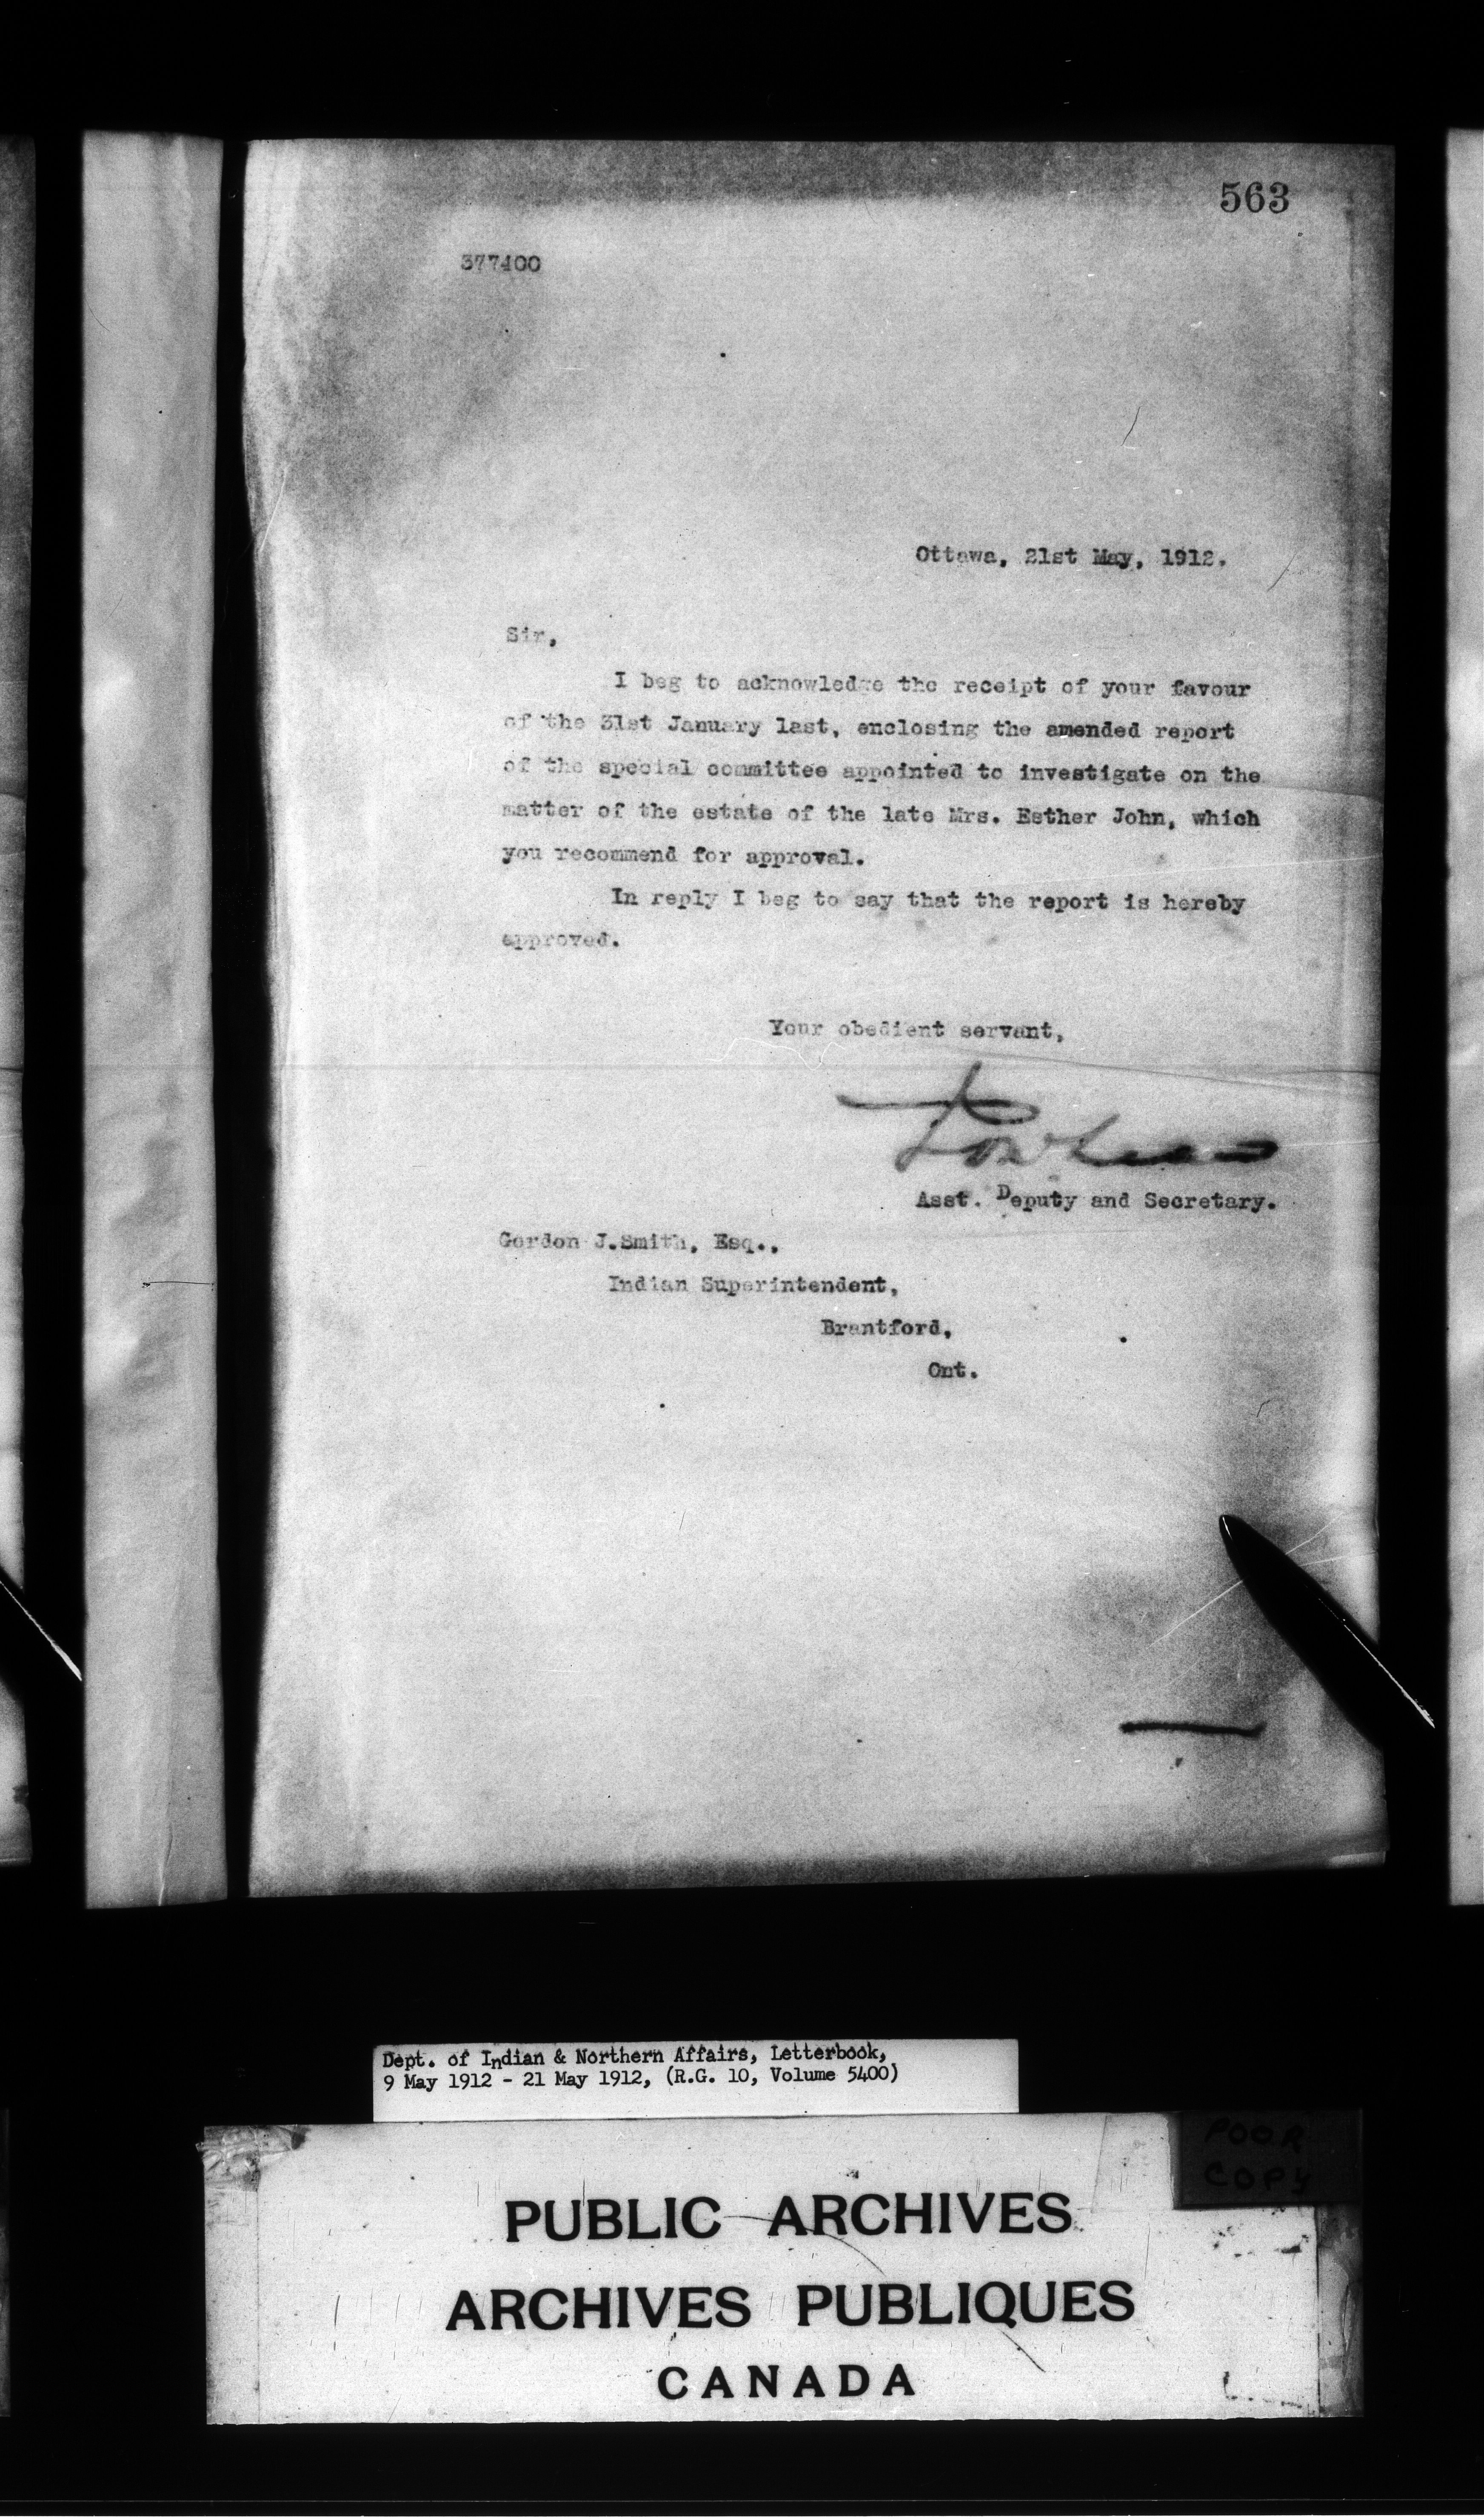 563
377400
Ottawa, 21st May, 1912.
Sir,
I beg to acknowledge the receipt of your favour
of the 31st January last, enclosing the amended report
of the special committee appointed to investigate on the
matter of the estate of the late Mrs. Esther John, which
you recommend for approval.
In reply I beg to say that the report is hereby
approved.
Your obedient servant,
Asst. Deputy and Secretary.
Gordon J.Smith, Esq.,
Indian Superintendent,
Brantford,
Ont.
Dept. of Indian & Northern Affairs, Letterbook,
9 May 1912 - 21 May 1912, (R.G. 10, Volume 5400)
POOR
COPY
PUBLIC ARCHIVES
ARCHIVES PUBLIQUES
CANADA